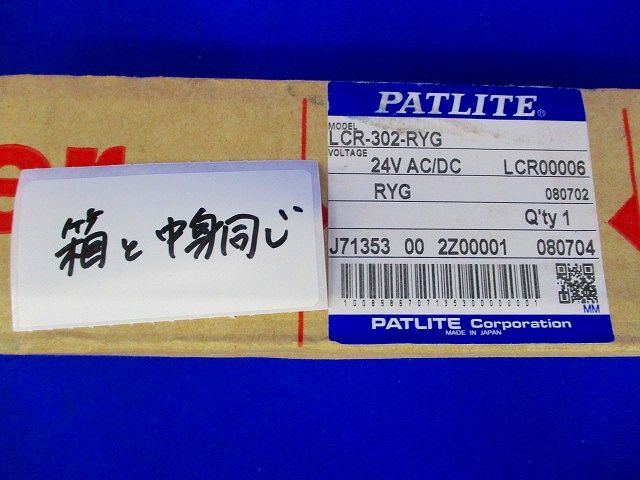 er
箱と中身同じ
PATLITE®
MODEL
LCR-302-RYG
VOLTAGE
24V AC/DC LCR00006
RYG 080702
Q'ty 1
J71353 00 2Z00001 080704
MM
PATLITE Corporation
MADE IN JAPAN